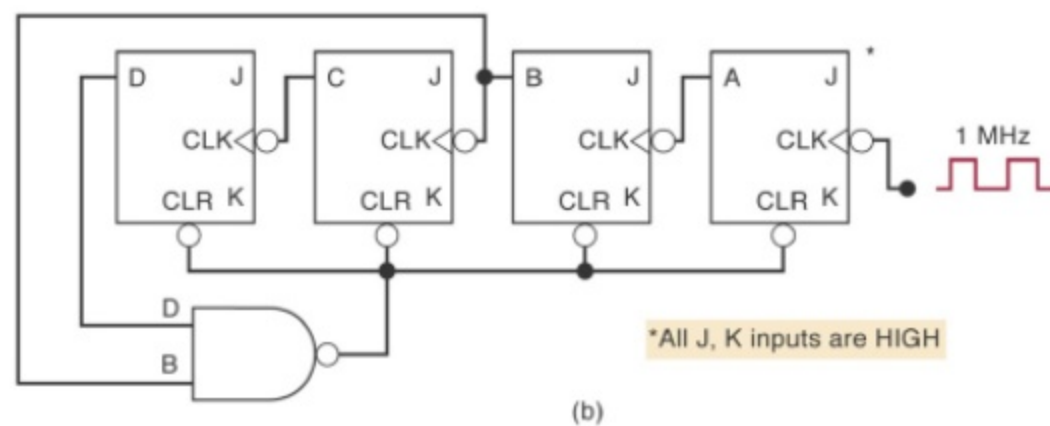 D J C J B J A J *
CLK CLK CLK CLK 1 MHz
CLR K CLR K CLR K CLR K
D
B
*All J, K inputs are HIGH
(b)